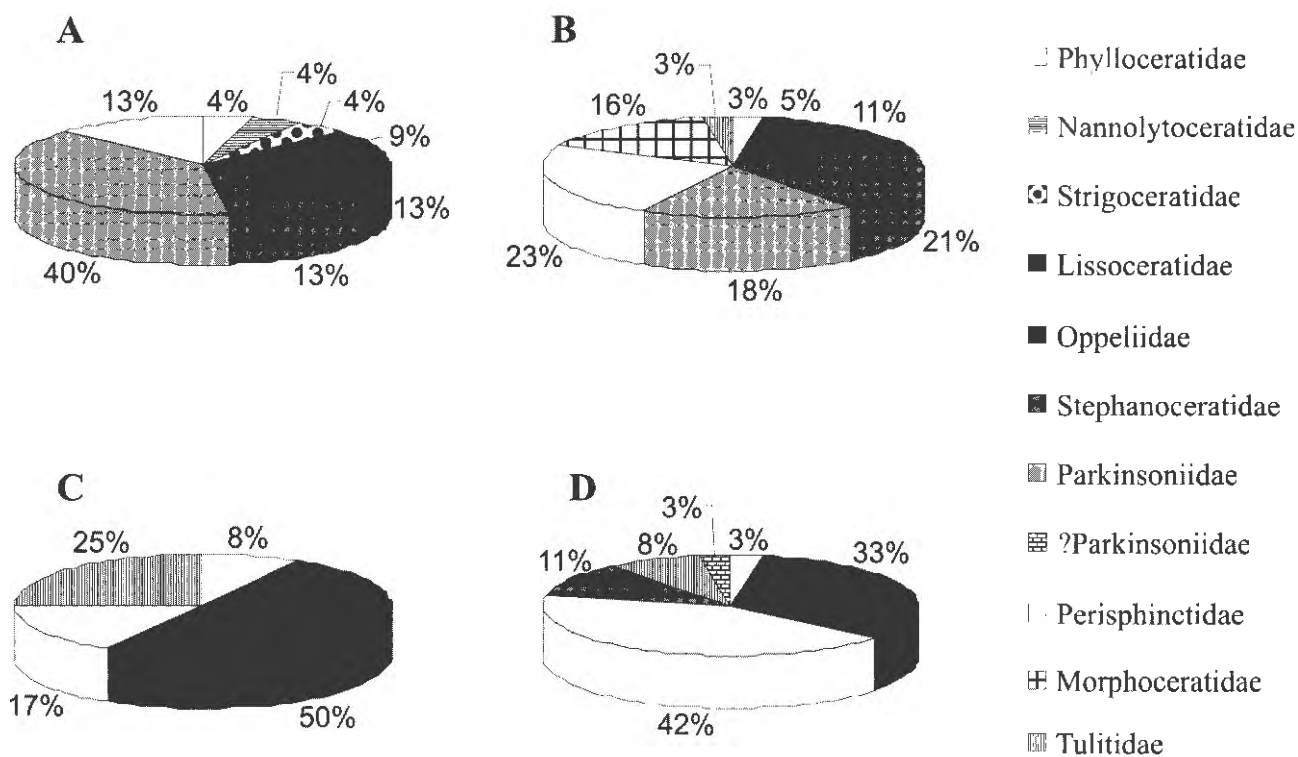 A
4%
13%
4%
4%
9%
13%
40%
13%
B
3%
16%
3%
5%
11%
23%
21%
18%
C
25%
8%
17%
50%
D
3%
11%
8%
3%
33%
42%
Phylloceratidae
Nannolytoceratidae
Strigoceratidae
Lissoceratidae
Oppeliidae
Stephanoceratidae
Parkinsoniidae
?Parkinsoniidae
Perisphinctidae
Morphoceratidae
Tulitidae